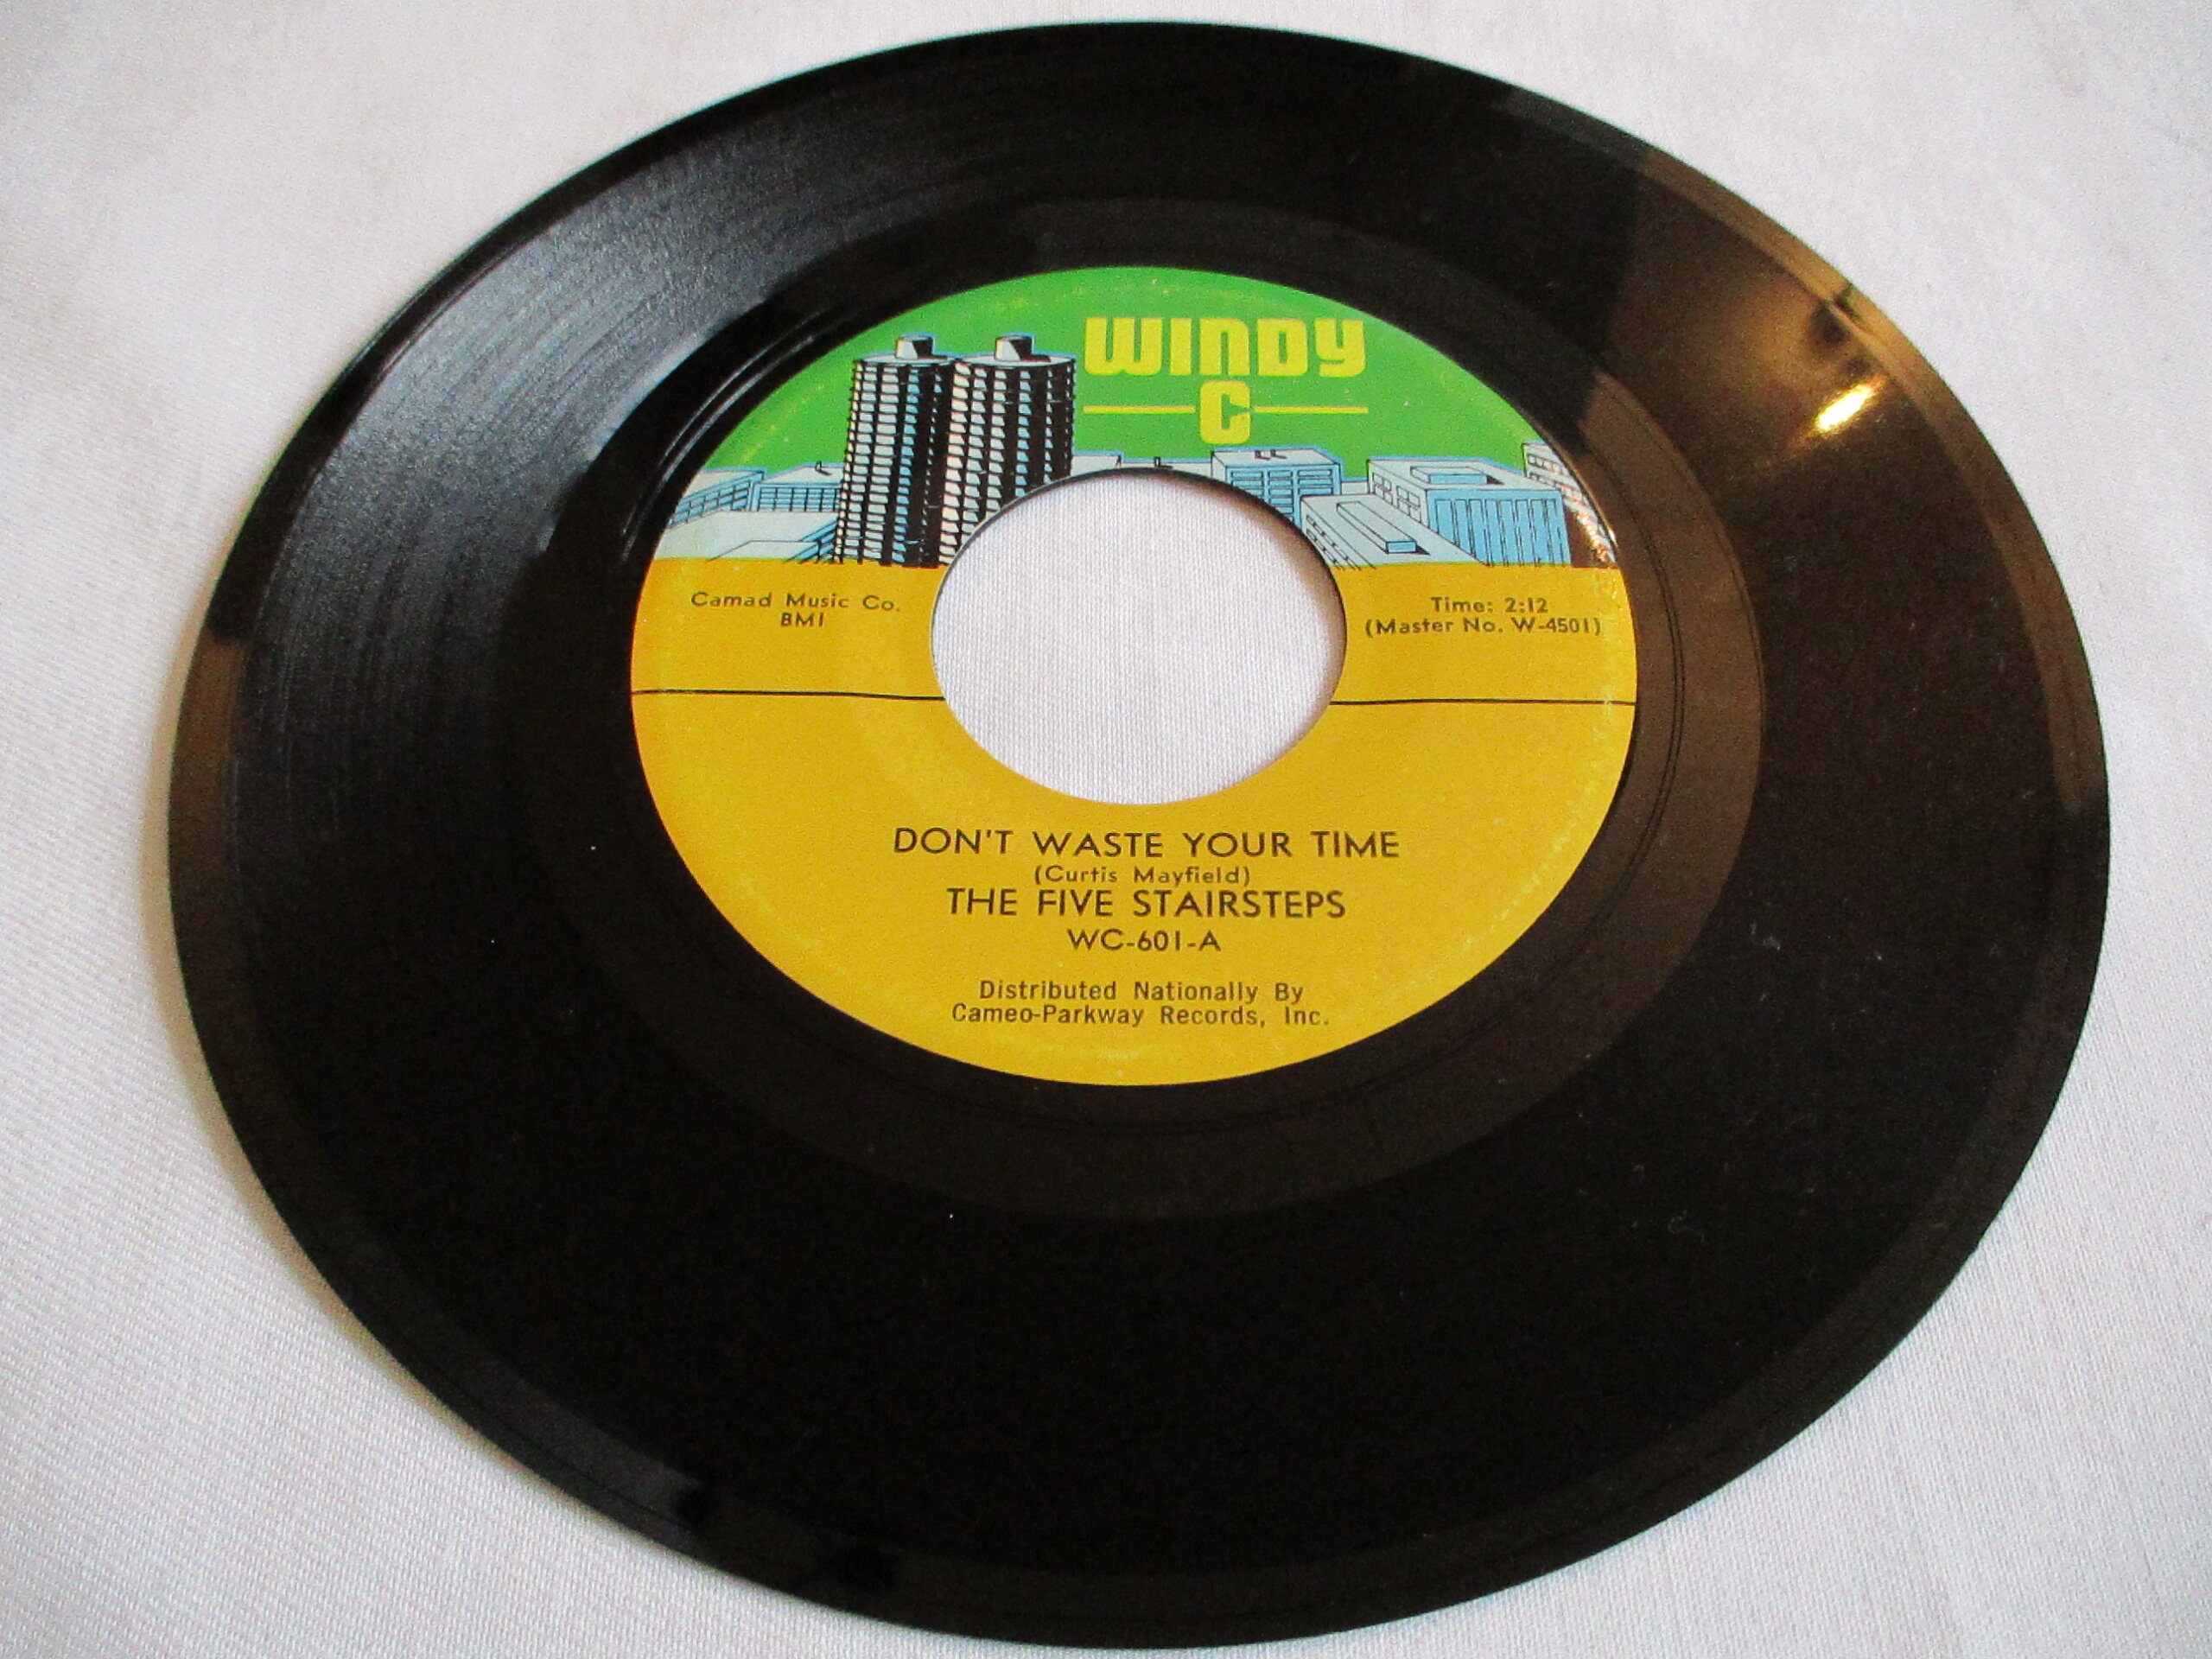 WINDY
C
Camad Music Co.
BMI
Time: 2:12
(Master No. W-4501)
DON'T WASTE YOUR TIME
(Curtis Mayfield)
THE FIVE STAIRSTEPS
WC-601-A
Distributed Nationally By
Cameo-Parkway Records, Inc.